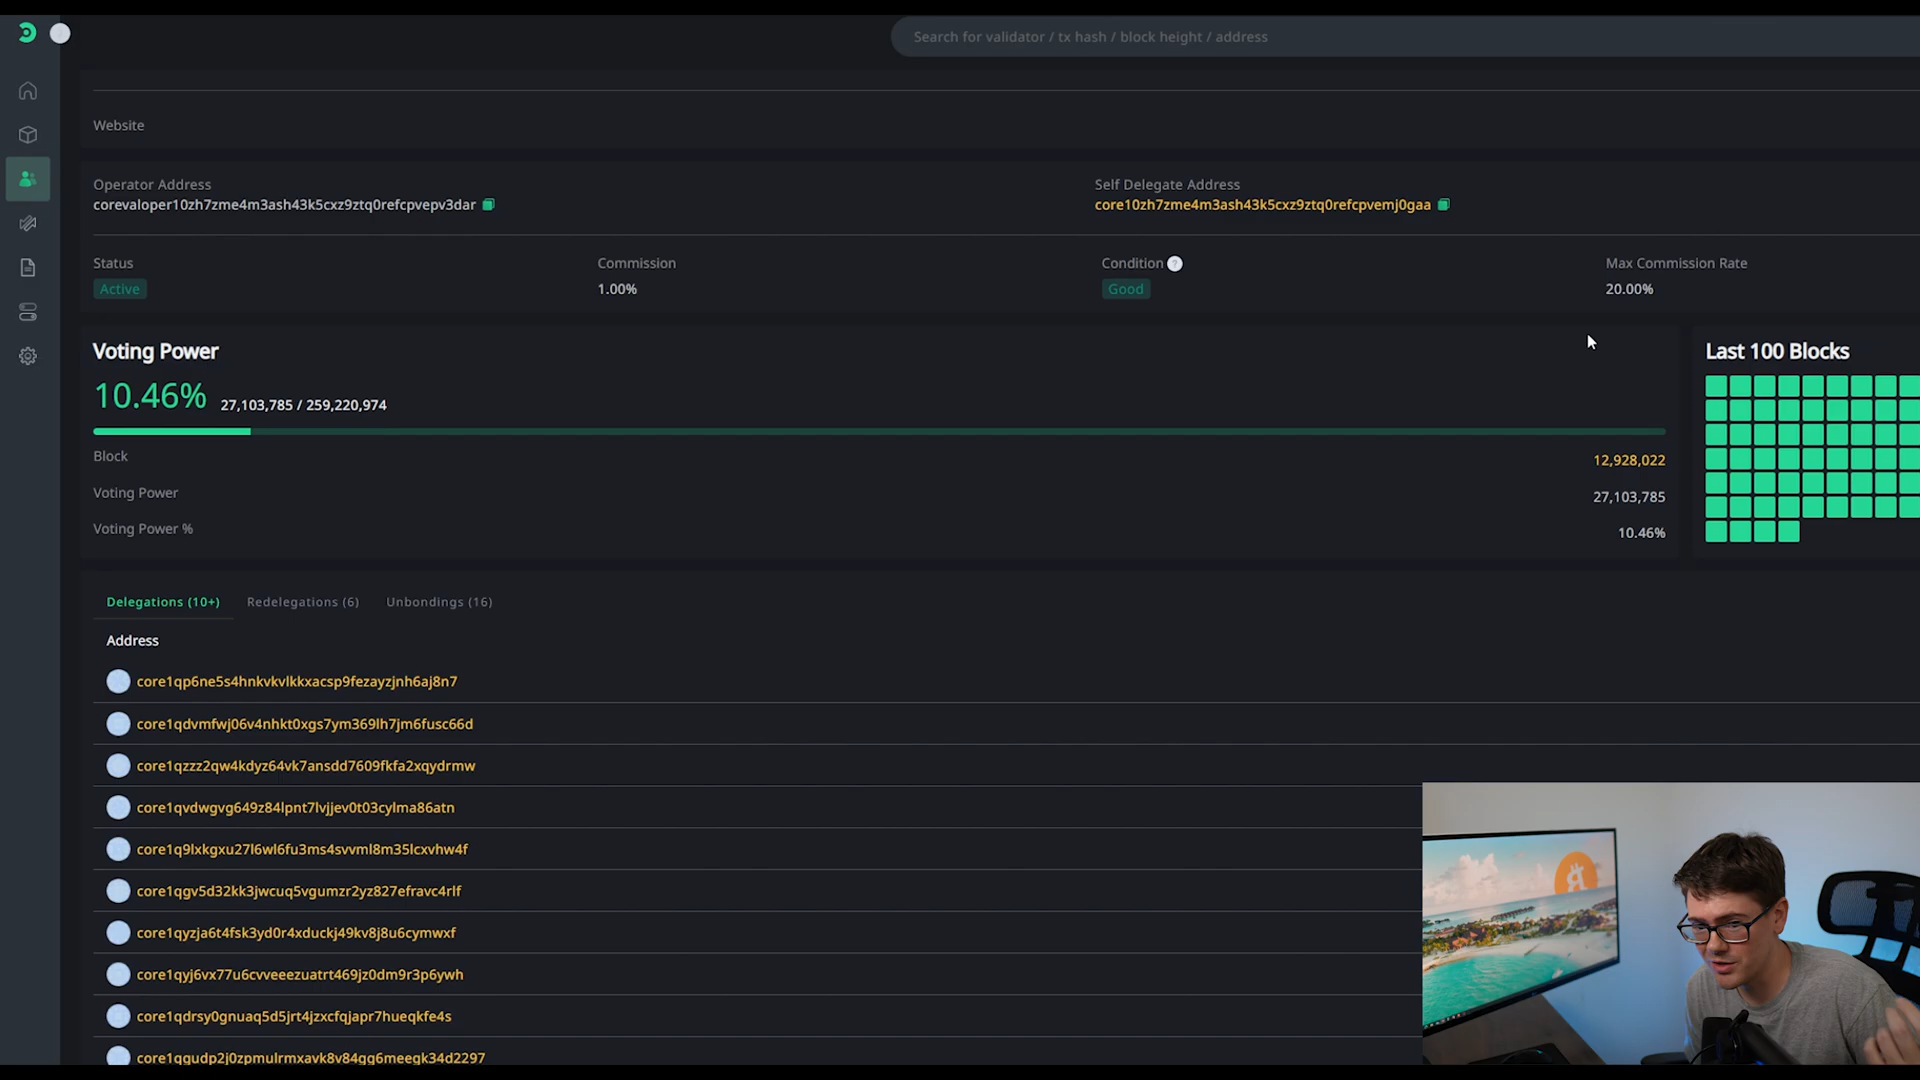 Search for validator / tx hash / block height / address
Website
Operator Address
corevaloper10zh7zme4m3ash43k5cxz9ztq0refcpvepv3dar
Self Delegate Address
core10zh7zme4m3ash43k5cxz9ztq0refcpvemj0gaa
Status
Active
Commission
1.00%
Condition ?
Good
Max Commission Rate
20.00%
Voting Power
10.46% 27,103,785 / 259,220,974
Block 12,928,022
Voting Power 27,103,785
Voting Power % 10.46%
Last 100 Blocks
Delegations (10+) Redelegations (6) Unbondings (16)
Address
core1qp6ne5s4hnkvkvlkkxacsp9fezayzjnh6aj8n7
core1qdvmfwj06v4nhkt0xgs7ym369lh7jm6fusc66d
core1qzzz2qw4kdyz64vk7ansdd7609fkfa2xqydrmw
core1qvdwgvg649z84lpnt7lvjjev0t03cylma86atn
core1q9lxkgxu27l6wl6fu3ms4svvml8m35lcxvhw4f
core1qgv5d32kk3jwcuq5vgumzr2yz827efravc4rlf
core1qyzja6t4fsk3yd0r4xduckj49kv8j8u6cymwxf
core1qyj6vx77u6cvveeezuatrt469jz0dm9r3p6ywh
core1qdrsy0gnuaq5d5jrt4jzxcfqjapr7hueqkfe4s
core1qgudp2j0zpmulrmxavk8v84gg6meegk34d2297